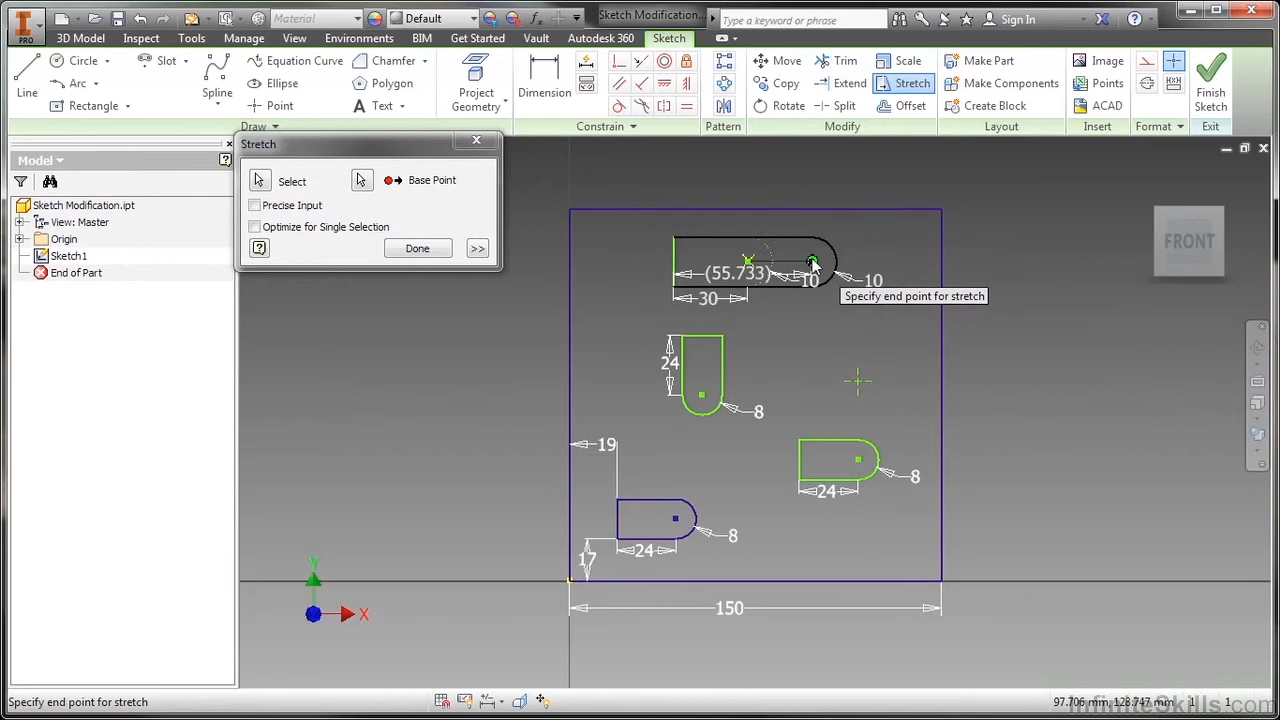 Material
Default
Sketch Modification...
Type a keyword or phrase
Sign In
PRO
3D Model
Inspect
Tools
Manage
View
Environments
BIM
Get Started
Vault
Autodesk 360
Sketch
Line
Circle
Arc
Rectangle
Slot
Spline
Equation Curve
Ellipse
Point
Chamfer
Polygon
Text
Project
Geometry
Dimension
Move
Copy
Rotate
Trim
Extend
Split
Scale
Stretch
Offset
Make Part
Make Components
Create Block
Image
Points
ACAD
Finish
Sketch
Draw
Constrain
Pattern
Modify
Layout
Insert
Format
Exit
Model
Sketch Modification.ipt
View: Master
Origin
Sketch1
End of Part
Stretch
Select
Base Point
Precise Input
Optimize for Single Selection
Done
>>
FRONT
(55.733)
10
10
30
Specify end point for stretch
24
8
19
24
8
24
8
17
150
Y
X
Specify end point for stretch
97.706 mm, 128.747 mm
1
1
InfiniteSkills.com